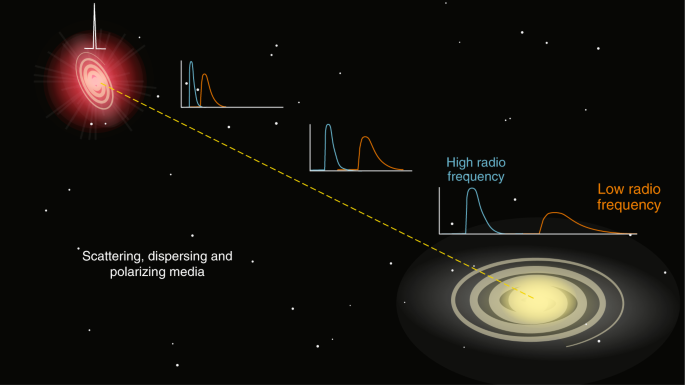 High radio
frequency
Low radio
frequency
Scattering, dispersing and
polarizing media